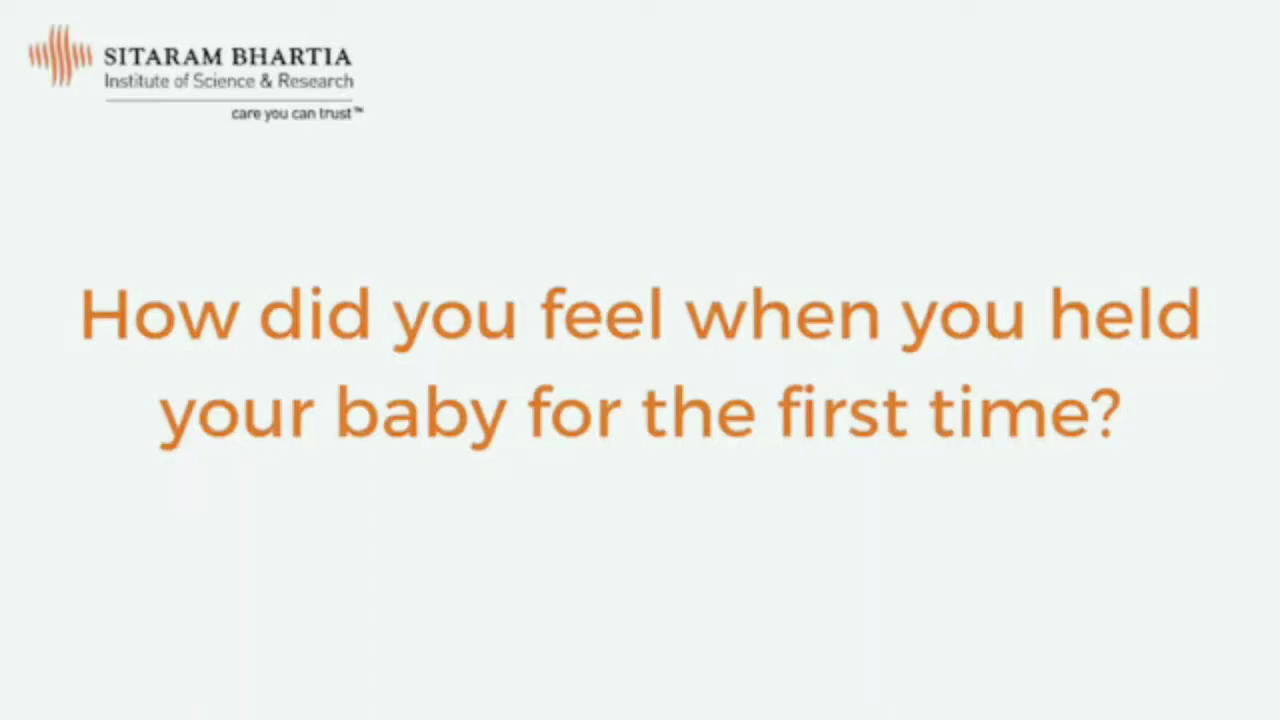 SITARAM BHARTIA
Institute of Science & Research
care you can trust™
How did you feel when you held
your baby for the first time?